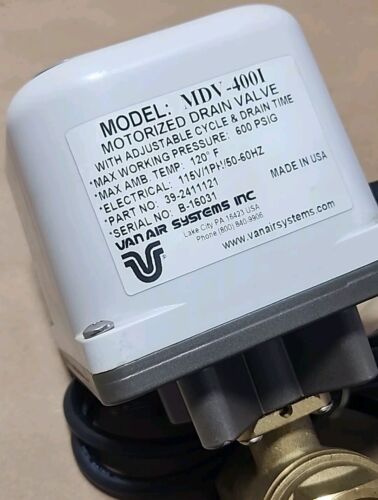 MODEL: MDV-400I
MOTORIZED DRAIN VALVE
WITH ADJUSTABLE CYCLE & DRAIN TIME
*MAX WORKING PRESSURE: 600 PSIG
*MAX AMB. TEMP: 120° F
*ELECTRICAL: 115V/1PH/50-60HZ
*PART NO. 39-2411121
*SERIAL NO. B-16031
MADE IN USA
VAN AIR SYSTEMS INC
Lake City PA 16423 USA
Phone (800) 840-9906
www.vanairsystems.com
®